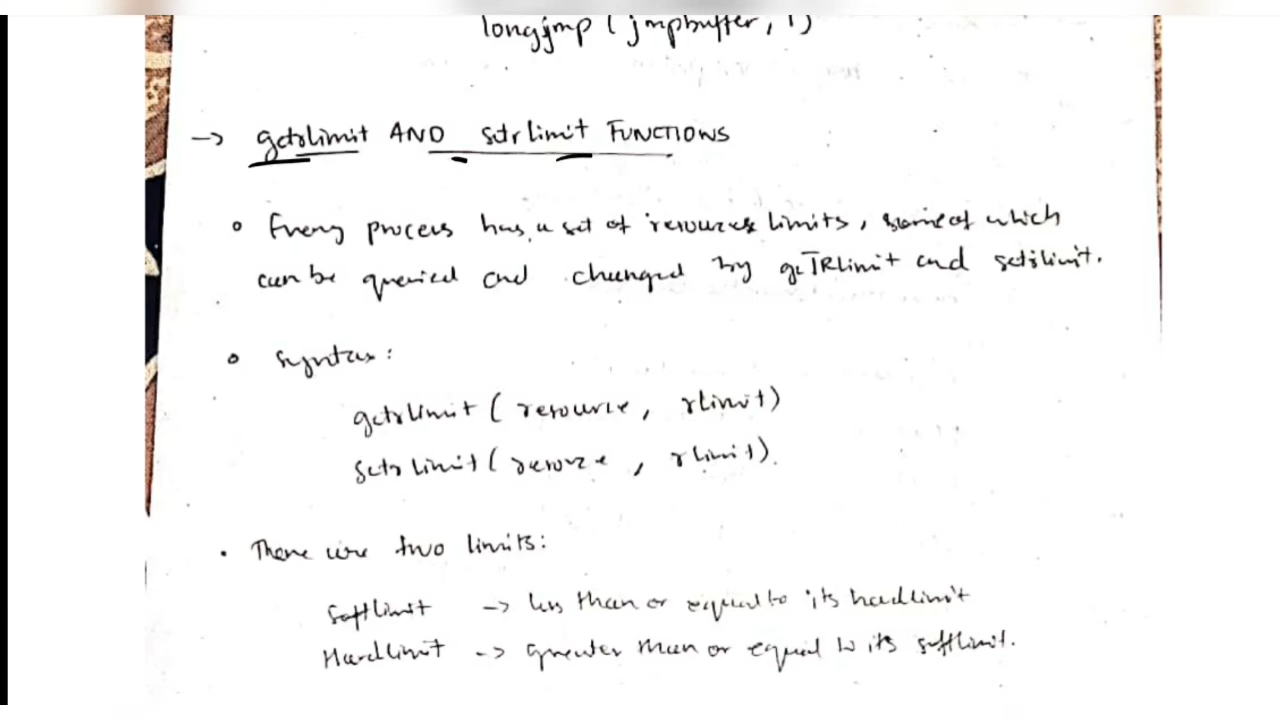 longjmp (jmpbuffer, 1)
→ getrlimit AND setrlimit FUNCTIONS
∘ Every process has a set of resources limits, some of which
can be queried and changed by geTRLimit and setrlimit.
∘ Syntax:
getrlimit ( resource, rlimit)
setrlimit ( resource, rlimit).
• There are two limits:
Softlimit → less than or equal to its hardlimit
Hardlimit → greater than or equal to its softlimit.